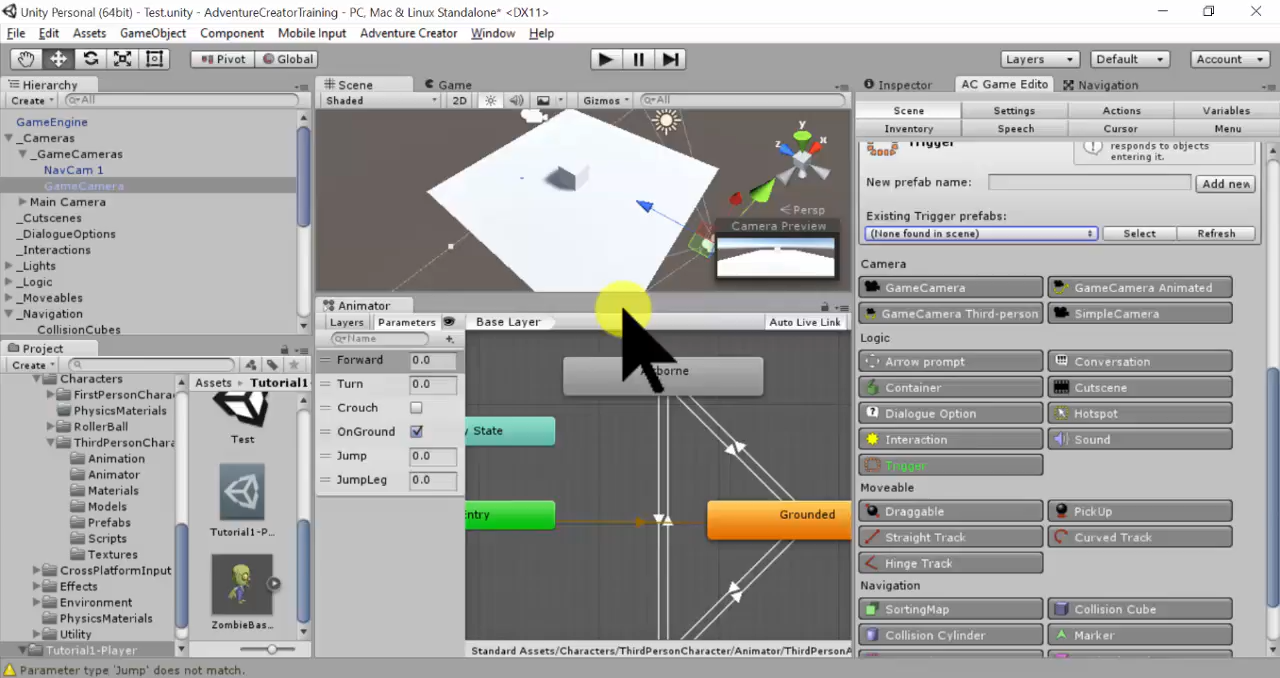 Unity Personal (64bit) - Test.unity - AdventureCreatorTraining - PC, Mac & Linux Standalone* <DX11>
File Edit Assets GameObject Component Mobile Input Adventure Creator Window Help
Pivot Global Layers Default Account
Hierarchy
Create All
GameEngine
_Cameras
_GameCameras
NavCam 1
GameCamera
Main Camera
_Cutscenes
_DialogueOptions
_Interactions
_Lights
_Logic
_Moveables
_Navigation
CollisionCubes
Project
Create
Characters
FirstPersonChara
PhysicsMaterials
RollerBall
ThirdPersonChara
Animation
Animator
Materials
Models
Prefabs
Scripts
Textures
CrossPlatformInput
Effects
Environment
PhysicsMaterials
Utility
Tutorial1-Player
Assets Tutorial1
Test
Tutorial1-P...
ZombieBas...
Scene Game
Shaded 2D Gizmos All
y
x
z
Persp
Camera Preview
Animator
Layers Parameters Base Layer Auto Live Link
Name
Forward 0.0
Turn 0.0
Crouch
OnGround
Jump 0.0
JumpLeg 0.0
State
Entry
Grounded
Standard Assets/Characters/ThirdPersonCharacter/Animator/ThirdPersonA
Inspector AC Game Edito Navigation
Scene Settings Actions Variables
Inventory Speech Cursor Menu
Trigger
responds to objects
entering it.
New prefab name: Add new
Existing Trigger prefabs:
(None found in scene) Select Refresh
Camera
GameCamera GameCamera Animated
GameCamera Third-person SimpleCamera
Logic
Arrow prompt Conversation
Container Cutscene
Dialogue Option Hotspot
Interaction Sound
Trigger
Moveable
Draggable PickUp
Straight Track Curved Track
Hinge Track
Navigation
SortingMap Collision Cube
Collision Cylinder Marker
Parameter type 'Jump' does not match.